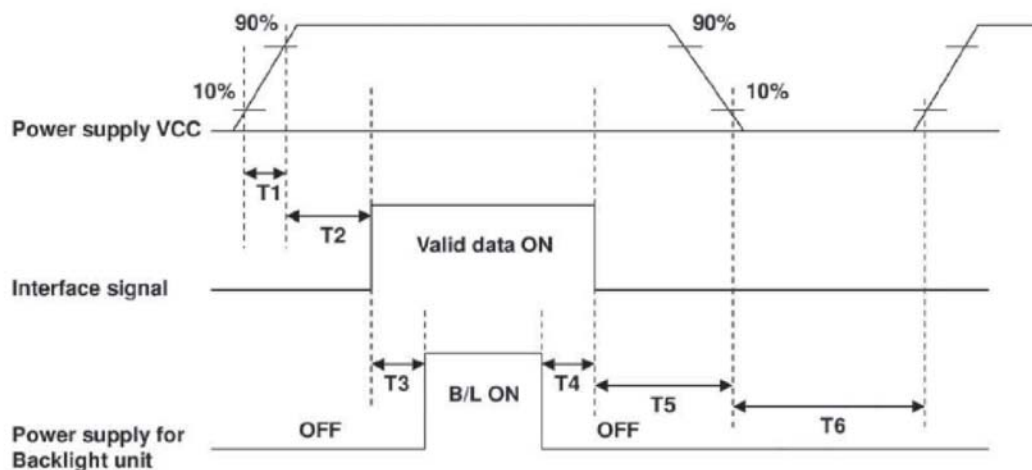 90%
90%
10%
10%
Power supply VCC
T1
T2
Valid data ON
Interface signal
T3
T4
B/L ON
T5
T6
OFF
OFF
Power supply for
Backlight unit